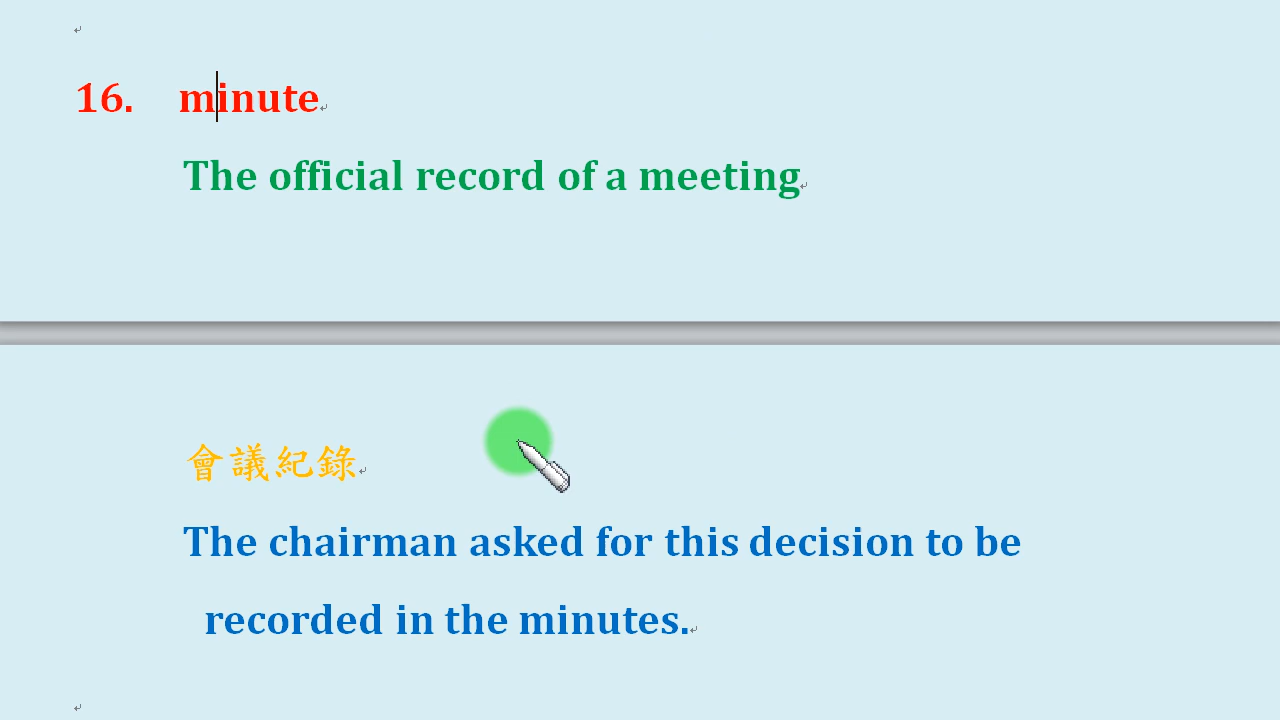 16. minute
The official record of a meeting
會議紀錄
The chairman asked for this decision to be
recorded in the minutes.